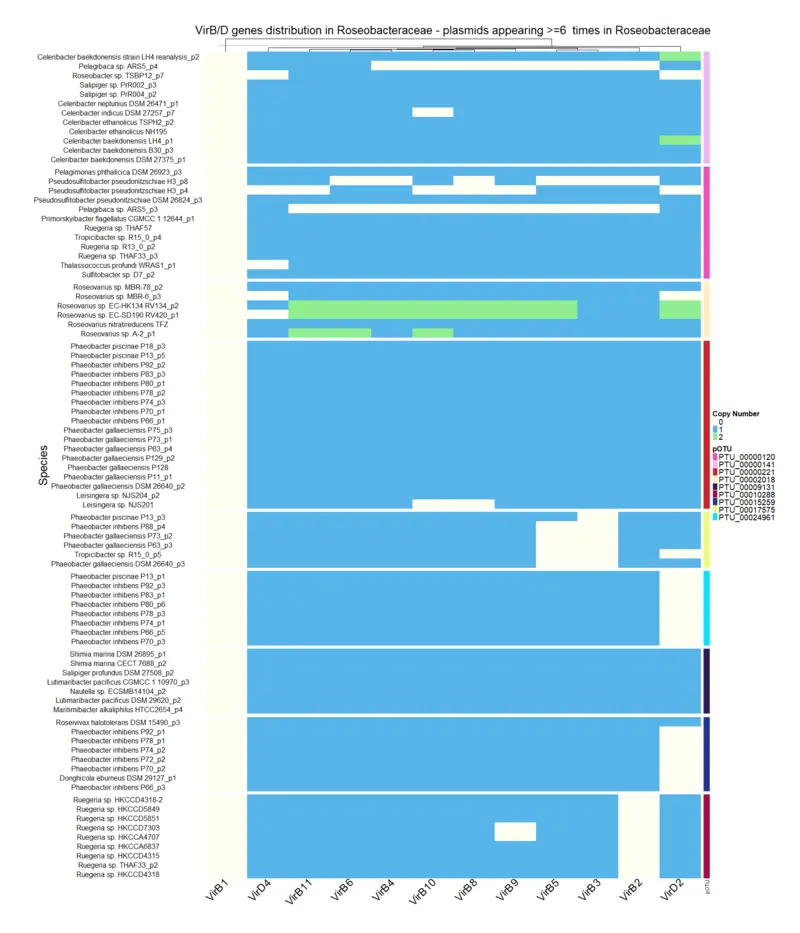 VirB/D genes distribution in Roseobacteraceae - plasmids appearing >=6 times in Roseobacteraceae
Celeribacter baekdonensis strain LH4 reanalysis_p2
Pelagibaca sp. ARS5_p4
Roseobacter sp. TSBP12_p7
Salipiger sp. PrR002_p3
Salipiger sp. PrR004_p2
Celeribacter neptunius DSM 26471_p1
Celeribacter indicus DSM 27257_p7
Celeribacter ethanolicus TSPH2_p2
Celeribacter ethanolicus NH195
Celeribacter baekdonensis LH4_p1
Celeribacter baekdonensis B30_p3
Celeribacter baekdonensis DSM 27375_p1
Pelagimonas phthalicica DSM 26923_p3
Pseudosulfitobacter pseudonitzschiae H3_p8
Pseudosulfitobacter pseudonitzschiae H3_p4
Pseudosulfitobacter pseudonitzschiae DSM 26824_p3
Pelagibaca sp. ARS5_p3
Primorskyibacter flagellatus CGMCC 1.12644_p1
Ruegeria sp. THAF57
Tropicibacter sp. R15_0_p4
Ruegeria sp. R13_0_p2
Ruegeria sp. THAF33_p3
Thalassococcus profundi WRAS1_p1
Sulfitobacter sp. D7_p2
Roseovarius sp. MBR-78_p2
Roseovarius sp. MBR-6_p3
Roseovarius sp. EC-HK134 RV134_p2
Roseovarius sp. EC-SD190 RV420_p1
Roseovarius nitratireducens TFZ
Roseovarius sp. A-2_p1
Phaeobacter piscinae P18_p3
Phaeobacter piscinae P13_p5
Phaeobacter inhibens P92_p2
Phaeobacter inhibens P83_p3
Phaeobacter inhibens P80_p1
Phaeobacter inhibens P78_p2
Phaeobacter inhibens P74_p3
Phaeobacter inhibens P70_p1
Phaeobacter inhibens P66_p1
Phaeobacter gallaeciensis P75_p3
Phaeobacter gallaeciensis P73_p1
Phaeobacter gallaeciensis P63_p4
Phaeobacter gallaeciensis P129_p2
Phaeobacter gallaeciensis P128
Phaeobacter gallaeciensis P11_p1
Phaeobacter gallaeciensis DSM 26640_p2
Leisingera sp. NJS204_p2
Leisingera sp. NJS201
Phaeobacter piscinae P13_p3
Phaeobacter inhibens P88_p4
Phaeobacter gallaeciensis P73_p2
Phaeobacter gallaeciensis P63_p3
Tropicibacter sp. R15_0_p5
Phaeobacter gallaeciensis DSM 26640_p3
Phaeobacter piscinae P13_p1
Phaeobacter inhibens P92_p3
Phaeobacter inhibens P83_p1
Phaeobacter inhibens P80_p6
Phaeobacter inhibens P78_p3
Phaeobacter inhibens P74_p1
Phaeobacter inhibens P66_p5
Phaeobacter inhibens P70_p3
Shimia marina DSM 26895_p1
Shimia marina CECT 7688_p2
Salipiger profundus DSM 27508_p2
Lutimaribacter pacificus CGMCC 1.10970_p3
Nautella sp. ECSMB14104_p2
Lutimaribacter pacificus DSM 29620_p2
Maritimibacter alkaliphilus HTCC2654_p4
Roseivivax halotolerans DSM 15490_p3
Phaeobacter inhibens P92_p1
Phaeobacter inhibens P78_p1
Phaeobacter inhibens P74_p2
Phaeobacter inhibens P72_p2
Phaeobacter inhibens P70_p2
Donghicola eburneus DSM 29127_p1
Phaeobacter inhibens P66_p3
Ruegeria sp. HKCCD4318-2
Ruegeria sp. HKCCD5849
Ruegeria sp. HKCCD5851
Ruegeria sp. HKCCD7303
Ruegeria sp. HKCCA4707
Ruegeria sp. HKCCA6837
Ruegeria sp. HKCCD4315
Ruegeria sp. THAF33_p2
Ruegeria sp. HKCCD4318
Species
VirB1
VirD4
VirB11
VirB6
VirB4
VirB10
VirB8
VirB9
VirB5
VirB3
VirB2
VirD2
pOTU
Copy Number
0
1
2
pOTU
PTU_00000120
PTU_00000141
PTU_00000221
PTU_00002018
PTU_00009131
PTU_00010288
PTU_00015259
PTU_00017575
PTU_00024961